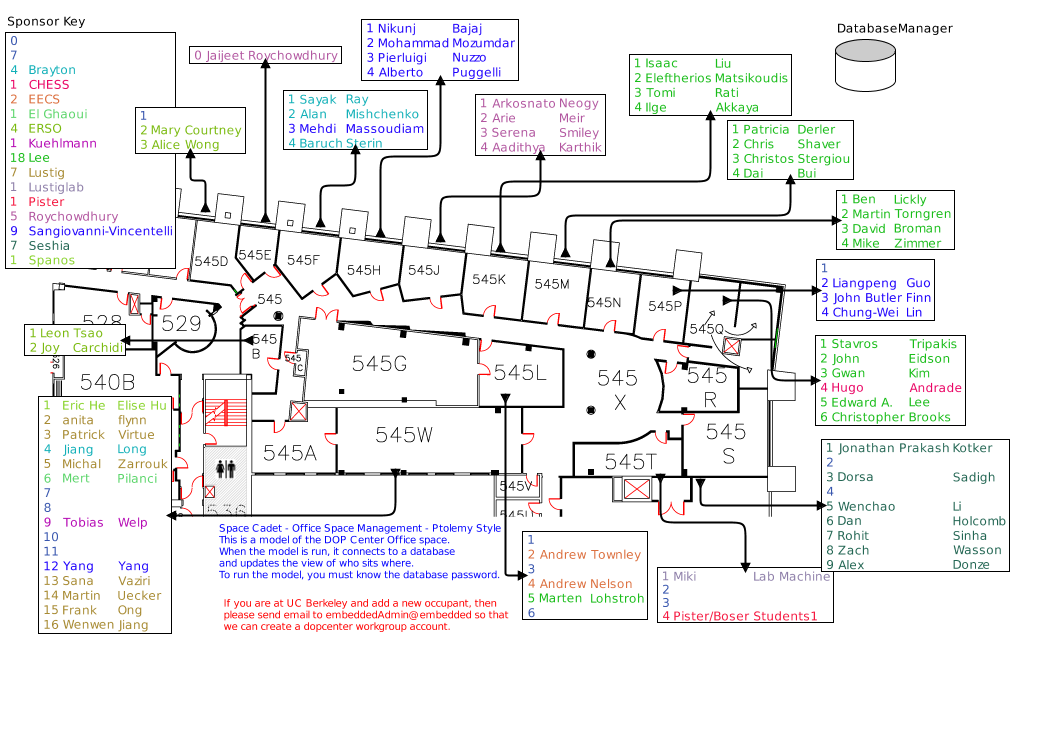 Sponsor Key
0
7
4 Brayton
1 CHESS
2 EECS
1 El Ghaoui
4 ERSO
1 Kuehlmann
18 Lee
7 Lustig
1 Lustiglab
1 Pister
5 Roychowdhury
9 Sangiovanni-Vincentelli
7 Seshia
1 Spanos
0 Jaijeet Roychowdhury
1
2 Mary Courtney
3 Alice Wong
1 Nikunj Bajaj
2 Mohammad Mozumdar
3 Pierluigi Nuzzo
4 Alberto Puggelli
1 Sayak Ray
2 Alan Mishchenko
3 Mehdi Massoudiam
4 Baruch Sterin
1 Arkosnato Neogy
2 Arie Meir
3 Serena Smiley
4 Aadithya Karthik
1 Isaac Liu
2 Eleftherios Matsikoudis
3 Tomi Rati
4 Ilge Akkaya
DatabaseManager
1 Patricia Derler
2 Chris Shaver
3 Christos Stergiou
4 Dai Bui
1 Ben Lickly
2 Martin Torngren
3 David Broman
4 Mike Zimmer
1
2 Liangpeng Guo
3 John Butler Finn
4 Chung-Wei Lin
1 Stavros Tripakis
2 John Eidson
3 Gwan Kim
4 Hugo Andrade
5 Edward A. Lee
6 Christopher Brooks
1 Jonathan Prakash Kotker
2
3 Dorsa Sadigh
4
5 Wenchao Li
6 Dan Holcomb
7 Rohit Sinha
8 Zach Wasson
9 Alex Donze
545D
545E
545F
545H
545J
545K
545M
545N
545P
545Q
545
528
529
545
B
545
C
545G
545L
545
X
545
R
545
S
540B
545A
545W
545T
545V
536
1 Leon Tsao
2 Joy Carchidi
1 Eric He Elise Hu
2 anita flynn
3 Patrick Virtue
4 Jiang Long
5 Michal Zarrouk
6 Mert Pilanci
7
8
9 Tobias Welp
10
11
12 Yang Yang
13 Sana Vaziri
14 Martin Uecker
15 Frank Ong
16 Wenwen Jiang
Space Cadet - Office Space Management - Ptolemy Style
This is a model of the DOP Center Office space.
When the model is run, it connects to a database
and updates the view of who sits where.
To run the model, you must know the database password.
If you are at UC Berkeley and add a new occupant, then
please send email to embeddedAdmin@embedded so that
we can create a dopcenter workgroup account.
1
2 Andrew Townley
3
4 Andrew Nelson
5 Marten Lohstroh
6
1 Miki Lab Machine
2
3
4 Pister/Boser Students1